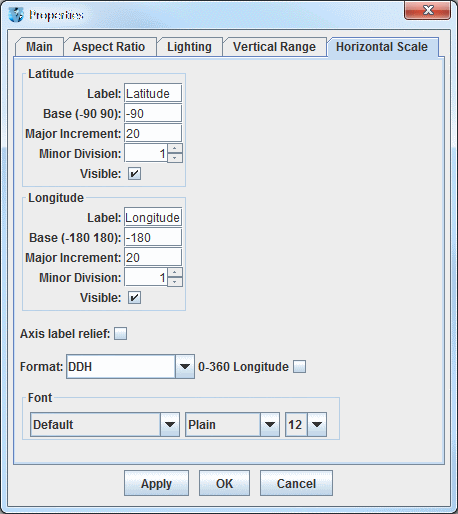 Properties
Main Aspect Ratio Lighting Vertical Range Horizontal Scale
Latitude
Label: Latitude
Base (-90 90): -90
Major Increment: 20
Minor Division: 1
Visible:
Longitude
Label: Longitude
Base (-180 180): -180
Major Increment: 20
Minor Division: 1
Visible:
Axis label relief:
Format: DDH 0-360 Longitude
Font
Default Plain 12
Apply OK Cancel